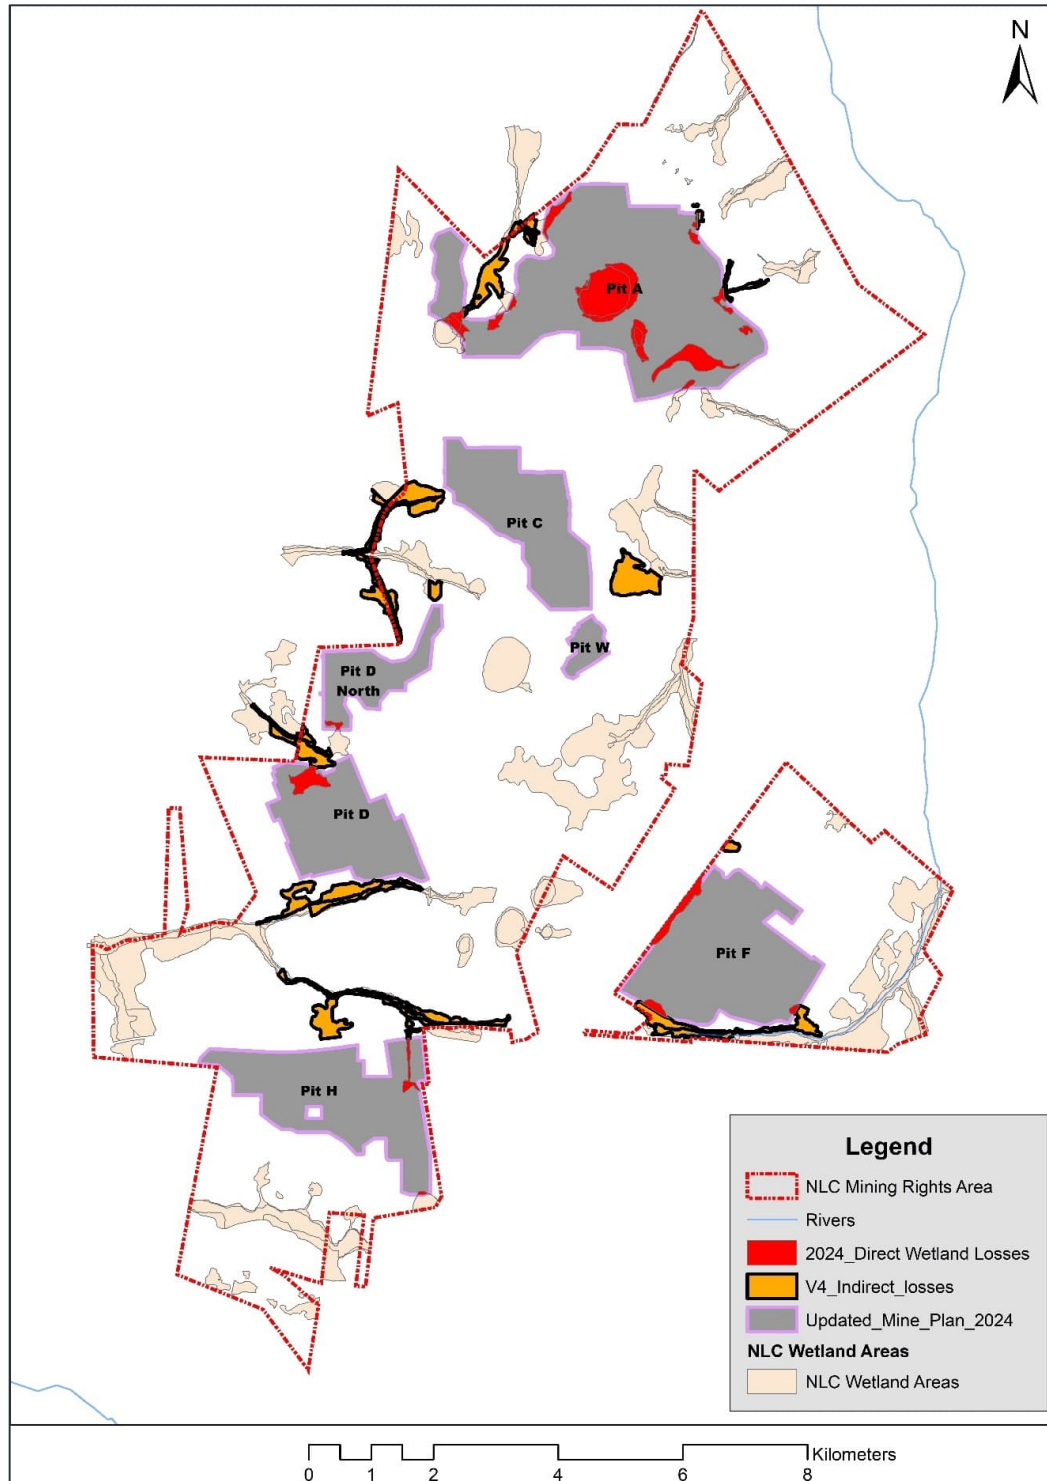 N
Pit A
Pit C
Pit W
Pit D
North
Pit D
Pit F
Pit H
Legend
NLC Mining Rights Area
Rivers
2024_Direct Wetland Losses
V4_Indirect_losses
Updated_Mine_Plan_2024
NLC Wetland Areas
NLC Wetland Areas
Kilometers
0 1 2 4 6 8